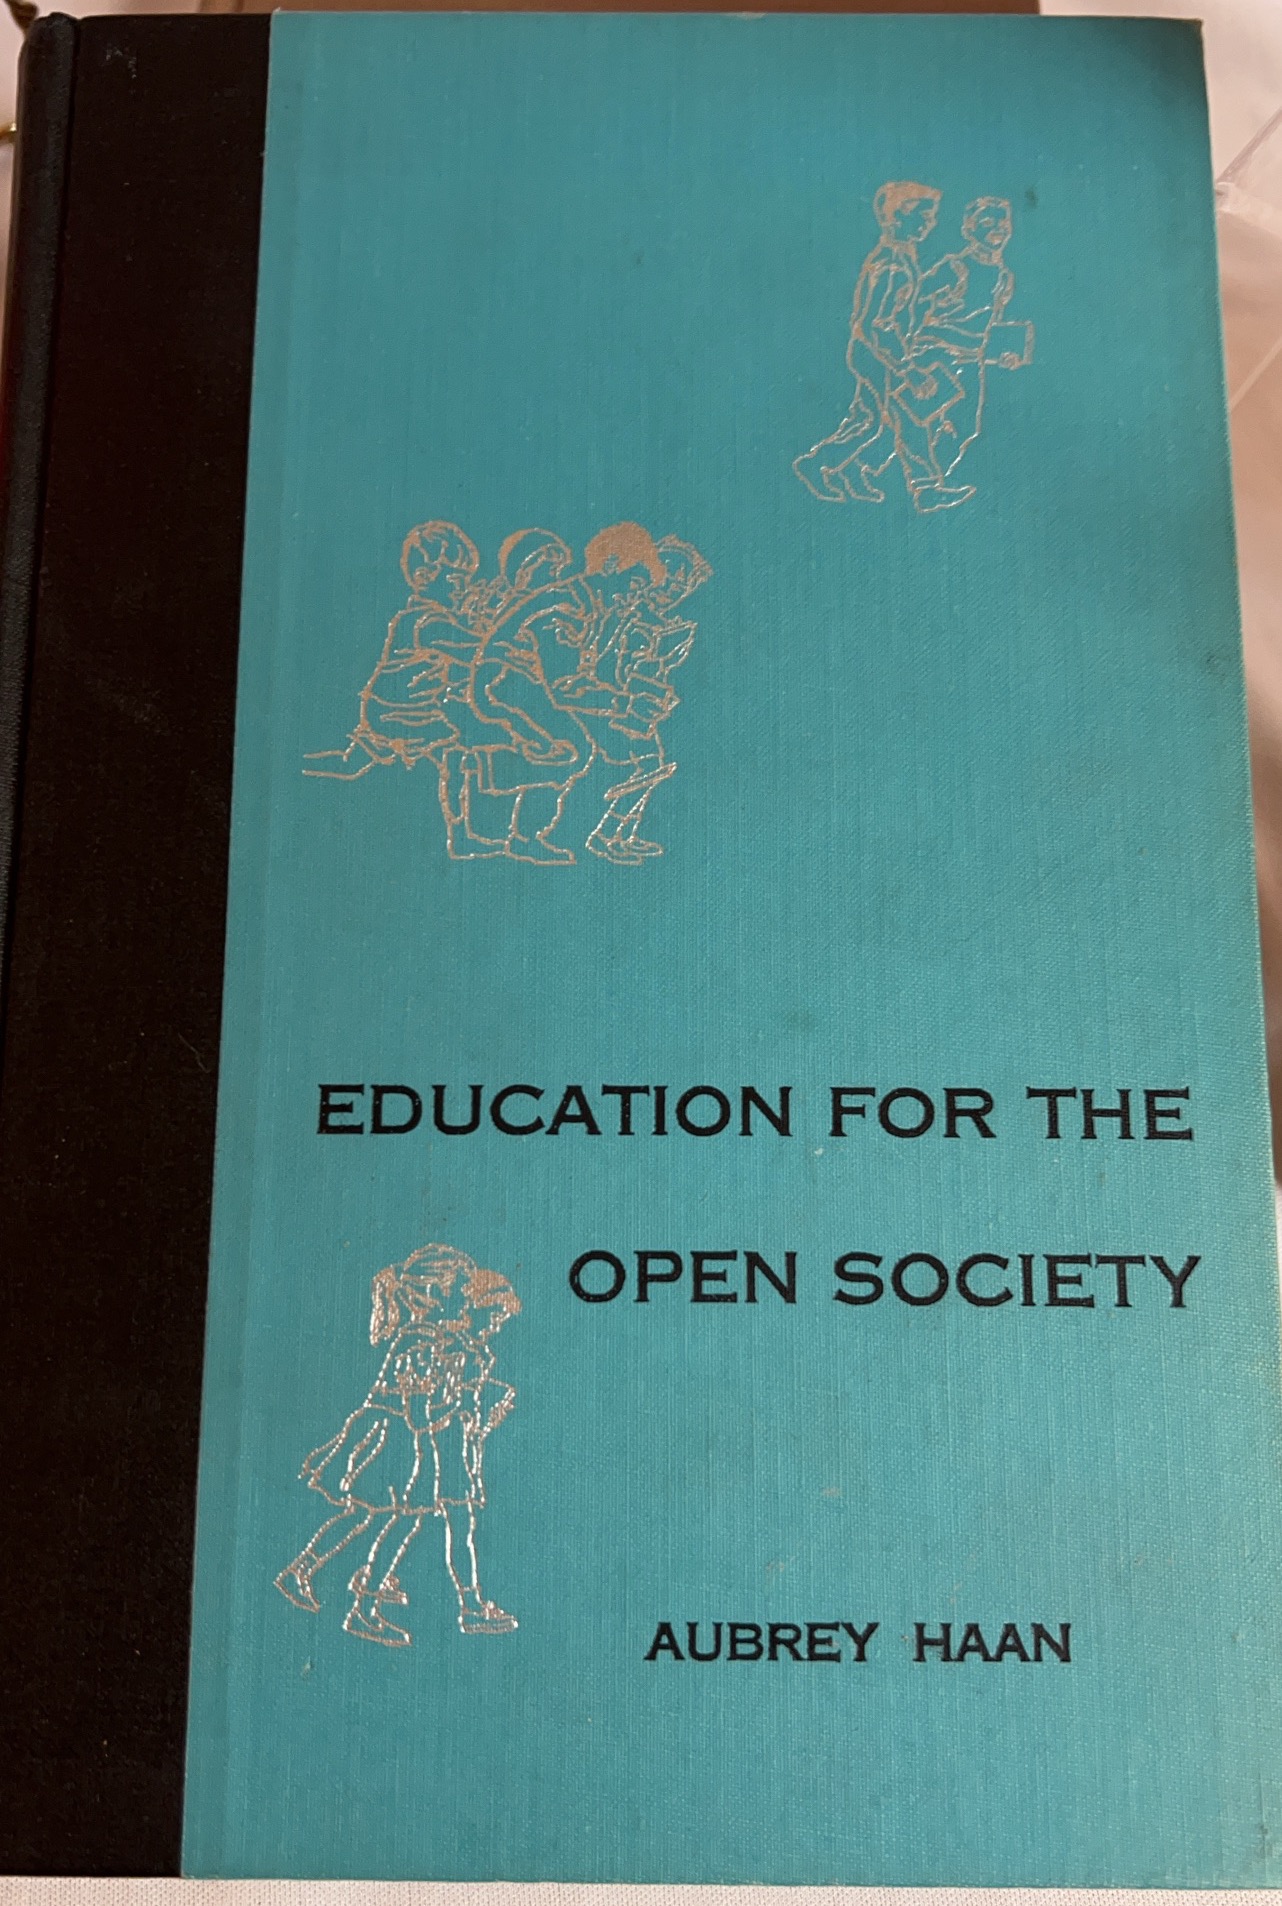 EDUCATION FOR THE
OPEN SOCIETY
AUBREY HAAN